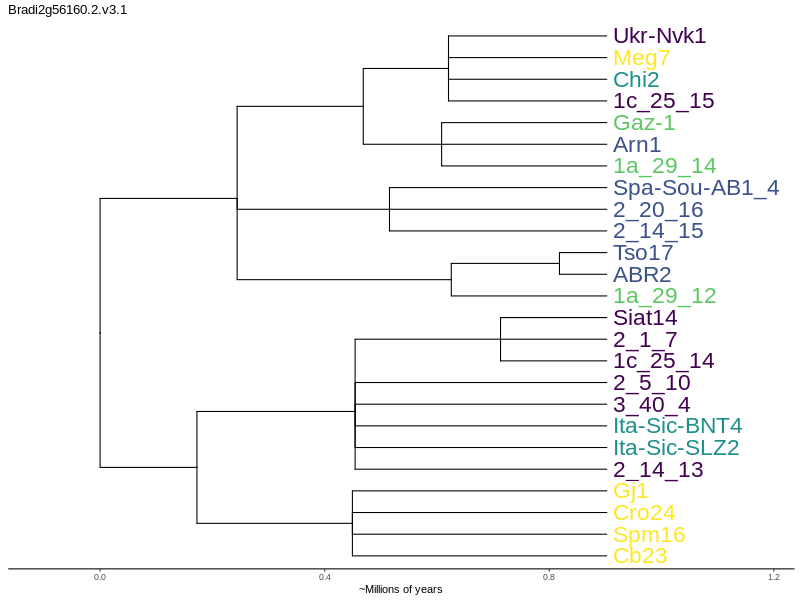 Bradi2g56160.2.v3.1
Ukr-Nvk1
Meg7
Chi2
1c_25_15
Gaz-1
Arn1
1a_29_14
Spa-Sou-AB1_4
2_20_16
2_14_15
Tso17
ABR2
1a_29_12
Siat14
2_1_7
1c_25_14
2_5_10
3_40_4
Ita-Sic-BNT4
Ita-Sic-SLZ2
2_14_13
Gj1
Cro24
Spm16
Cb23
0.0 0.4 0.8 1.2
~Millions of years